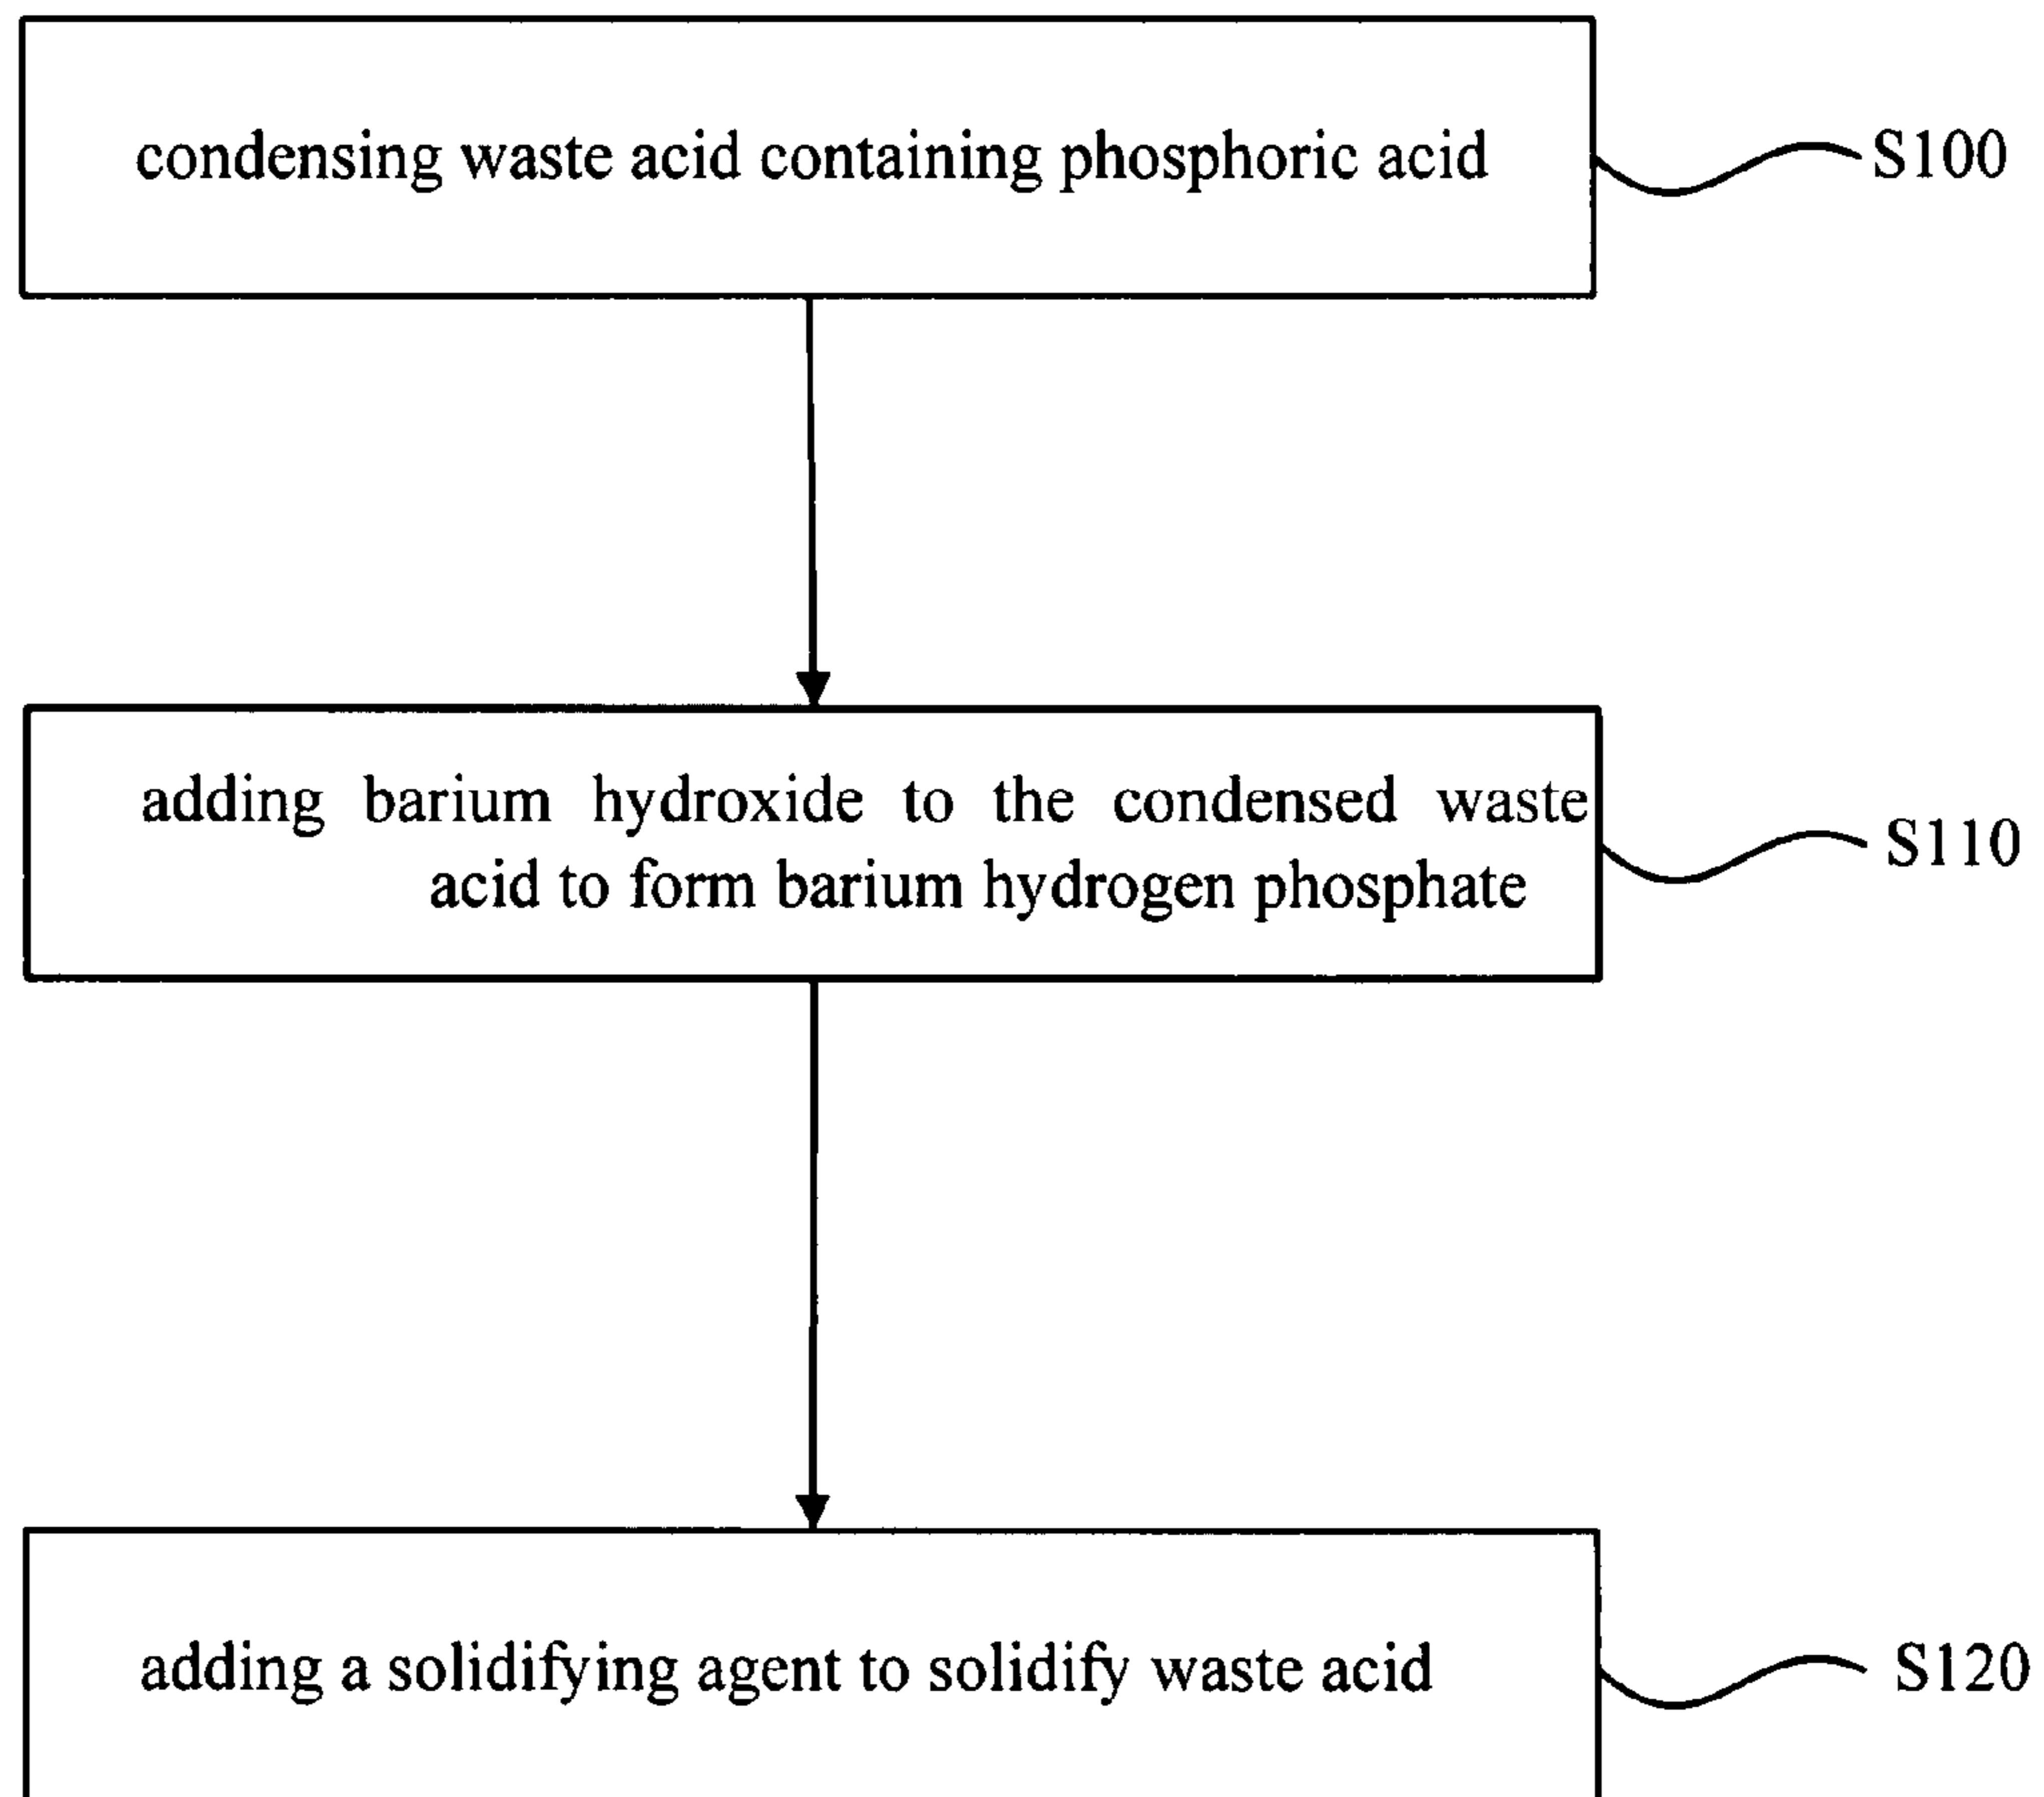 condensing waste acid containing phosphoric acid
S100
adding barium hydroxide to the condensed waste
acid to form barium hydrogen phosphate
S110
adding a solidifying agent to solidify waste acid
S120